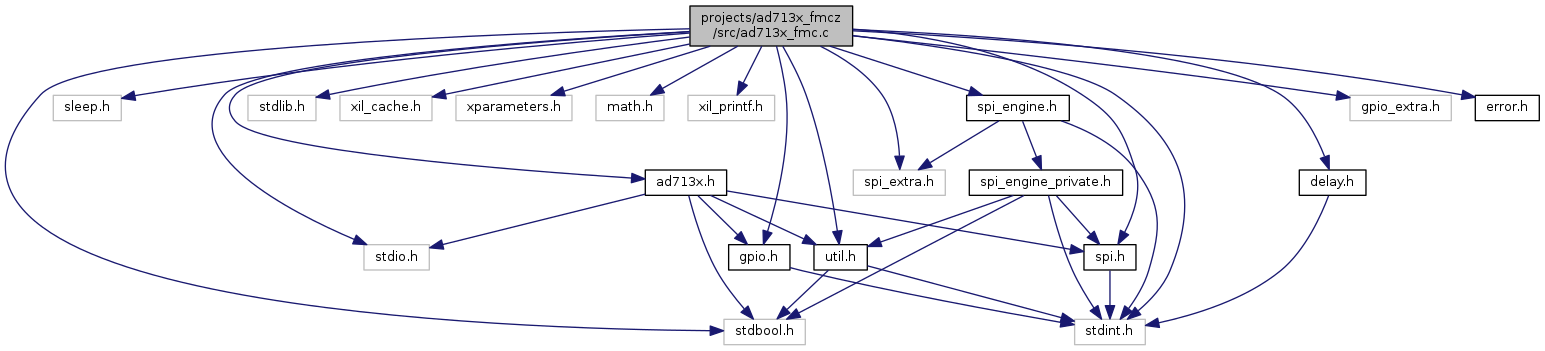 projects/ad713x_fmcz
/src/ad713x_fmc.c
sleep.h
stdlib.h
xil_cache.h
xparameters.h
math.h
xil_printf.h
spi_engine.h
gpio_extra.h
error.h
ad713x.h
spi_extra.h
spi_engine_private.h
delay.h
stdio.h
gpio.h
util.h
spi.h
stdbool.h
stdint.h